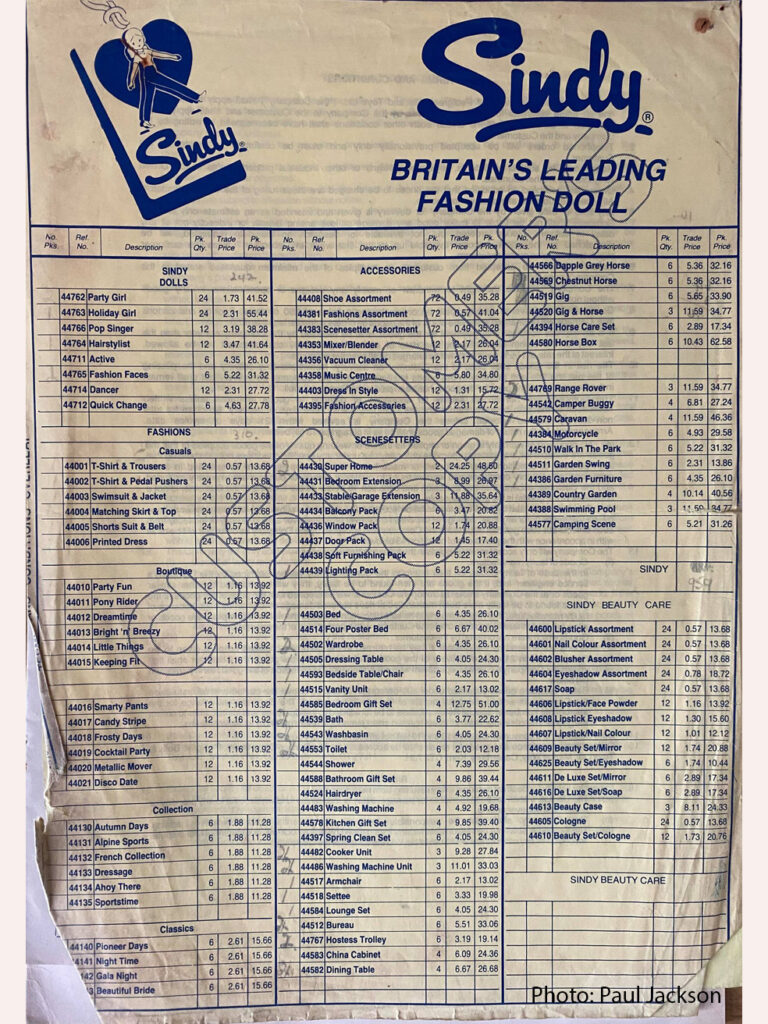 Sindy®
Sindy®
BRITAIN'S LEADING
FASHION DOLL
CUSTOMERS
COPY
No. Pks. Ref. No. Description Pk. Qty. Trade Price Pk. Price
SINDY
DOLLS
242
44762 Party Girl 24 1.73 41.52
44763 Holiday Girl 24 2.31 55.44
44766 Pop Singer 12 3.19 38.28
44764 Hairstylist 12 3.47 41.64
44711 Active 6 4.35 26.10
44765 Fashion Faces 6 5.22 31.32
44714 Dancer 12 2.31 27.72
44712 Quick Change 6 4.63 27.78
FASHIONS
310
Casuals
44001 T-Shirt & Trousers 24 0.57 13.68
44002 T-Shirt & Pedal Pushers 24 0.57 13.68
44003 Swimsuit & Jacket 24 0.57 13.68
44004 Matching Skirt & Top 24 0.57 13.68
44005 Shorts Suit & Belt 24 0.57 13.68
44006 Printed Dress 24 0.57 13.68
Boutique
44010 Party Fun 12 1.16 13.92
44011 Pony Rider 12 1.16 13.92
44012 Dreamtime 12 1.16 13.92
44013 Bright 'n' Breezy 12 1.16 13.92
44014 Little Things 12 1.16 13.92
44015 Keeping Fit 12 1.16 13.92
44016 Smarty Pants 12 1.16 13.92
44017 Candy Stripe 12 1.16 13.92
44018 Frosty Days 12 1.16 13.92
44019 Cocktail Party 12 1.16 13.92
44020 Metallic Mover 12 1.16 13.92
44021 Disco Date 12 1.16 13.92
Collection
44130 Autumn Days 6 1.88 11.28
44131 Alpine Sports 6 1.88 11.28
44132 French Collection 6 1.88 11.28
44133 Dressage 6 1.88 11.28
44134 Ahoy There 6 1.88 11.28
44135 Sportstime 6 1.88 11.28
Classics
44140 Pioneer Days 6 2.61 15.66
44141 Night Time 6 2.61 15.66
42 Gala Night 6 2.61 15.66
3 Beautiful Bride 6 2.61 15.66
No. Pks. Ref. No. Description Pk. Qty. Trade Price Pk. Price
ACCESSORIES
44408 Shoe Assortment 72 0.49 35.28
44381 Fashions Assortment 72 0.57 41.04
44383 Scenesetter Assortment 72 0.49 35.28
44353 Mixer/Blender 12 2.17 26.04
44356 Vacuum Cleaner 12 2.17 26.04
44358 Music Centre 6 5.80 34.80
44403 Dress In Style 12 1.31 15.72
44395 Fashion Accessories 12 2.31 27.72
SCENESETTERS
44430 Super Home 2 24.25 48.50
44431 Bedroom Extension 3 8.99 26.97
44433 Stable/Garage Extension 3 11.88 35.64
44434 Balcony Pack 6 3.47 20.82
44436 Window Pack 12 1.74 20.88
44437 Door Pack 12 1.45 17.40
44438 Soft Furnishing Pack 6 5.22 31.32
44439 Lighting Pack 6 5.22 31.32
44503 Bed 6 4.35 26.10
44514 Four Poster Bed 6 6.67 40.02
44502 Wardrobe 6 4.35 26.10
44505 Dressing Table 6 4.05 24.30
44593 Bedside Table/Chair 6 4.35 26.10
44515 Vanity Unit 6 2.17 13.02
44585 Bedroom Gift Set 4 12.75 51.00
44539 Bath 6 3.77 22.62
44543 Washbasin 6 4.05 24.30
44553 Toilet 6 2.03 12.18
44544 Shower 4 7.39 29.56
44588 Bathroom Gift Set 4 9.86 39.44
44524 Hairdryer 6 4.35 26.10
44483 Washing Machine 4 4.92 19.68
44578 Kitchen Gift Set 4 9.85 39.40
44397 Spring Clean Set 6 4.05 24.30
44482 Cooker Unit 3 9.28 27.84
44486 Washing Machine Unit 3 11.01 33.03
44517 Armchair 6 2.17 13.02
44518 Settee 6 3.33 19.98
44584 Lounge Set 6 4.05 24.30
44512 Bureau 6 5.51 33.06
44767 Hostess Trolley 6 3.19 19.14
44583 China Cabinet 4 6.09 24.36
44582 Dining Table 4 6.67 26.68
No. Pks. Ref. No. Description Pk. Qty. Trade Price Pk. Price
44566 Dapple Grey Horse 6 5.36 32.16
44569 Chestnut Horse 6 5.36 32.16
44519 Gig 6 5.65 33.90
44520 Gig & Horse 3 11.59 34.77
44394 Horse Care Set 6 2.89 17.34
44580 Horse Box 6 10.43 62.58
44769 Range Rover 3 11.59 34.77
44542 Camper Buggy 4 6.81 27.24
44579 Caravan 4 11.59 46.36
44384 Motorcycle 6 4.93 29.58
44510 Walk In The Park 6 5.22 31.32
44511 Garden Swing 6 2.31 13.86
44386 Garden Furniture 6 4.35 26.10
44389 Country Garden 4 10.14 40.56
44388 Swimming Pool 3 11.59 34.77
44577 Camping Scene 6 5.21 31.26
SINDY
959
SINDY BEAUTY CARE
44600 Lipstick Assortment 24 0.57 13.68
44601 Nail Colour Assortment 24 0.57 13.68
44602 Blusher Assortment 24 0.57 13.68
44604 Eyeshadow Assortment 24 0.78 18.72
44617 Soap 24 0.57 13.68
44606 Lipstick/Face Powder 12 1.16 13.92
44608 Lipstick Eyeshadow 12 1.30 15.60
44607 Lipstick/Nail Colour 12 1.01 12.12
44609 Beauty Set/Mirror 12 1.74 20.88
44625 Beauty Set/Eyeshadow 6 1.74 10.44
44611 De Luxe Set/Mirror 6 2.89 17.34
44616 De Luxe Set/Soap 6 2.89 17.34
44613 Beauty Case 3 8.11 24.33
44605 Cologne 24 0.57 13.68
44610 Beauty Set/Cologne 12 1.73 20.76
SINDY BEAUTY CARE
Photo: Paul Jackson